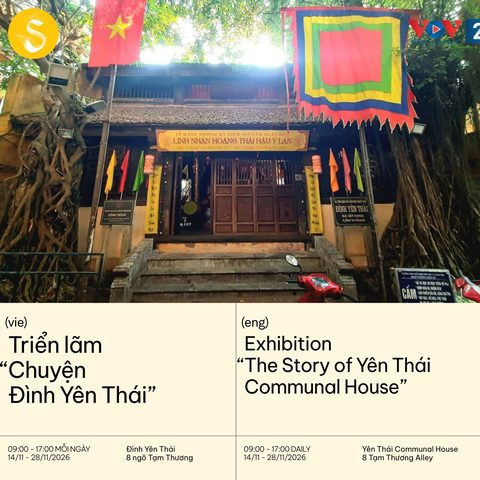 S
VOV2
LINH NHÂN HOÀNG THÁI HẬU Ỷ LAN
ĐÌNH YÊN THÁI
CẤM
(vie)
Triển lãm
“Chuyện
Đình Yên Thái”
(eng)
Exhibition
“The Story of Yên Thái
Communal House”
09:00 - 17:00 MỖI NGÀY
14/11 - 28/11/2026
Đình Yên Thái
8 ngõ Tạm Thương
09:00 - 17:00 DAILY
14/11 - 28/11/2026
Yên Thái Communal House
8 Tạm Thương Alley